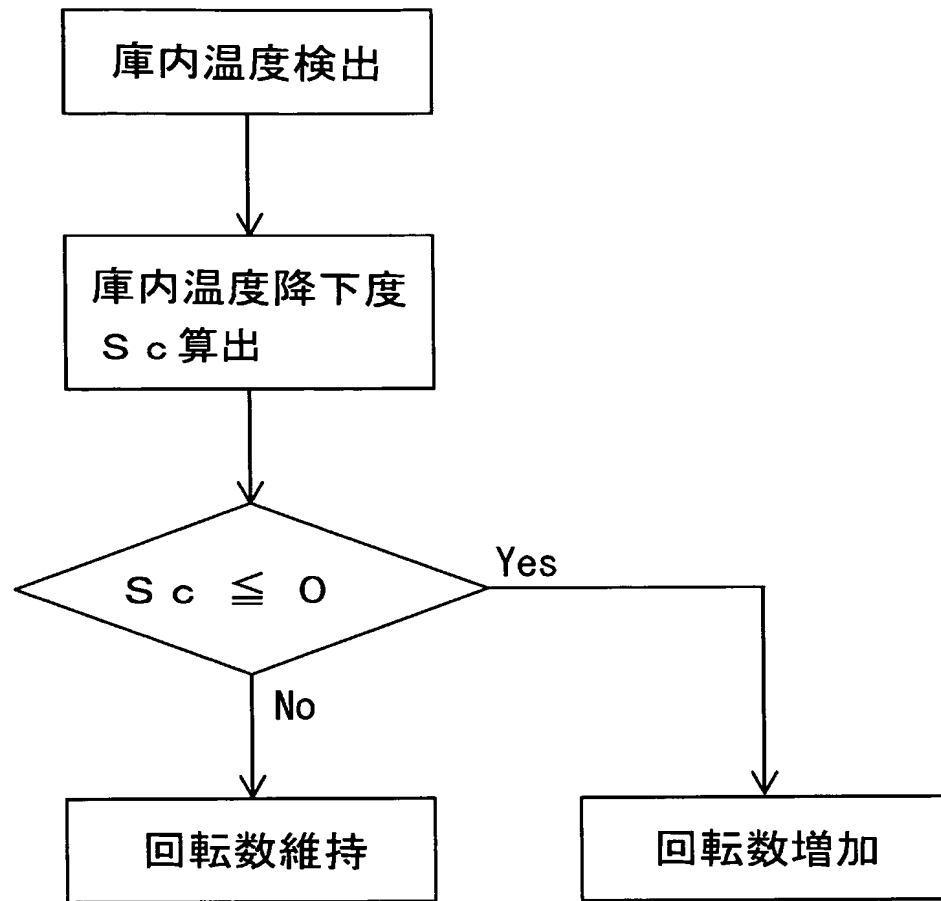 庫内温度検出
庫内温度降下度
Ｓｃ算出
Ｓｃ ≦ ０
Yes
No
回転数維持
回転数増加